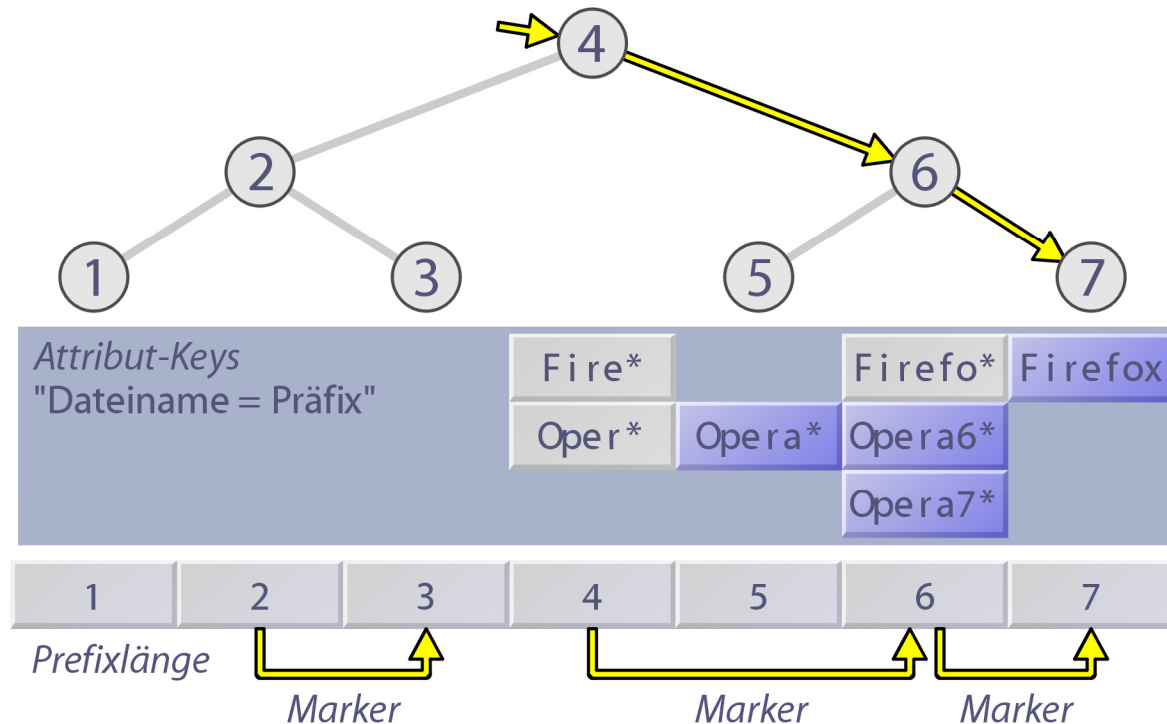 4
2
6
1
3
5
7
Attribut-Keys
"Dateiname = Präfix"
Fire*
Firefo*
Firefox
Oper*
Opera*
Opera6*
Opera7*
1 2 3 4 5 6 7
Prefixlänge
Marker Marker Marker